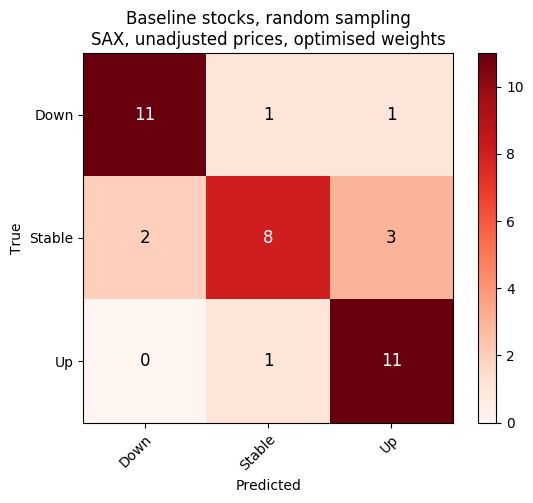 Baseline stocks, random sampling
SAX, unadjusted prices, optimised weights
True
Down 11 1 1
Stable 2 8 3
Up 0 1 11
Down Stable Up
Predicted
10
8
6
4
2
0